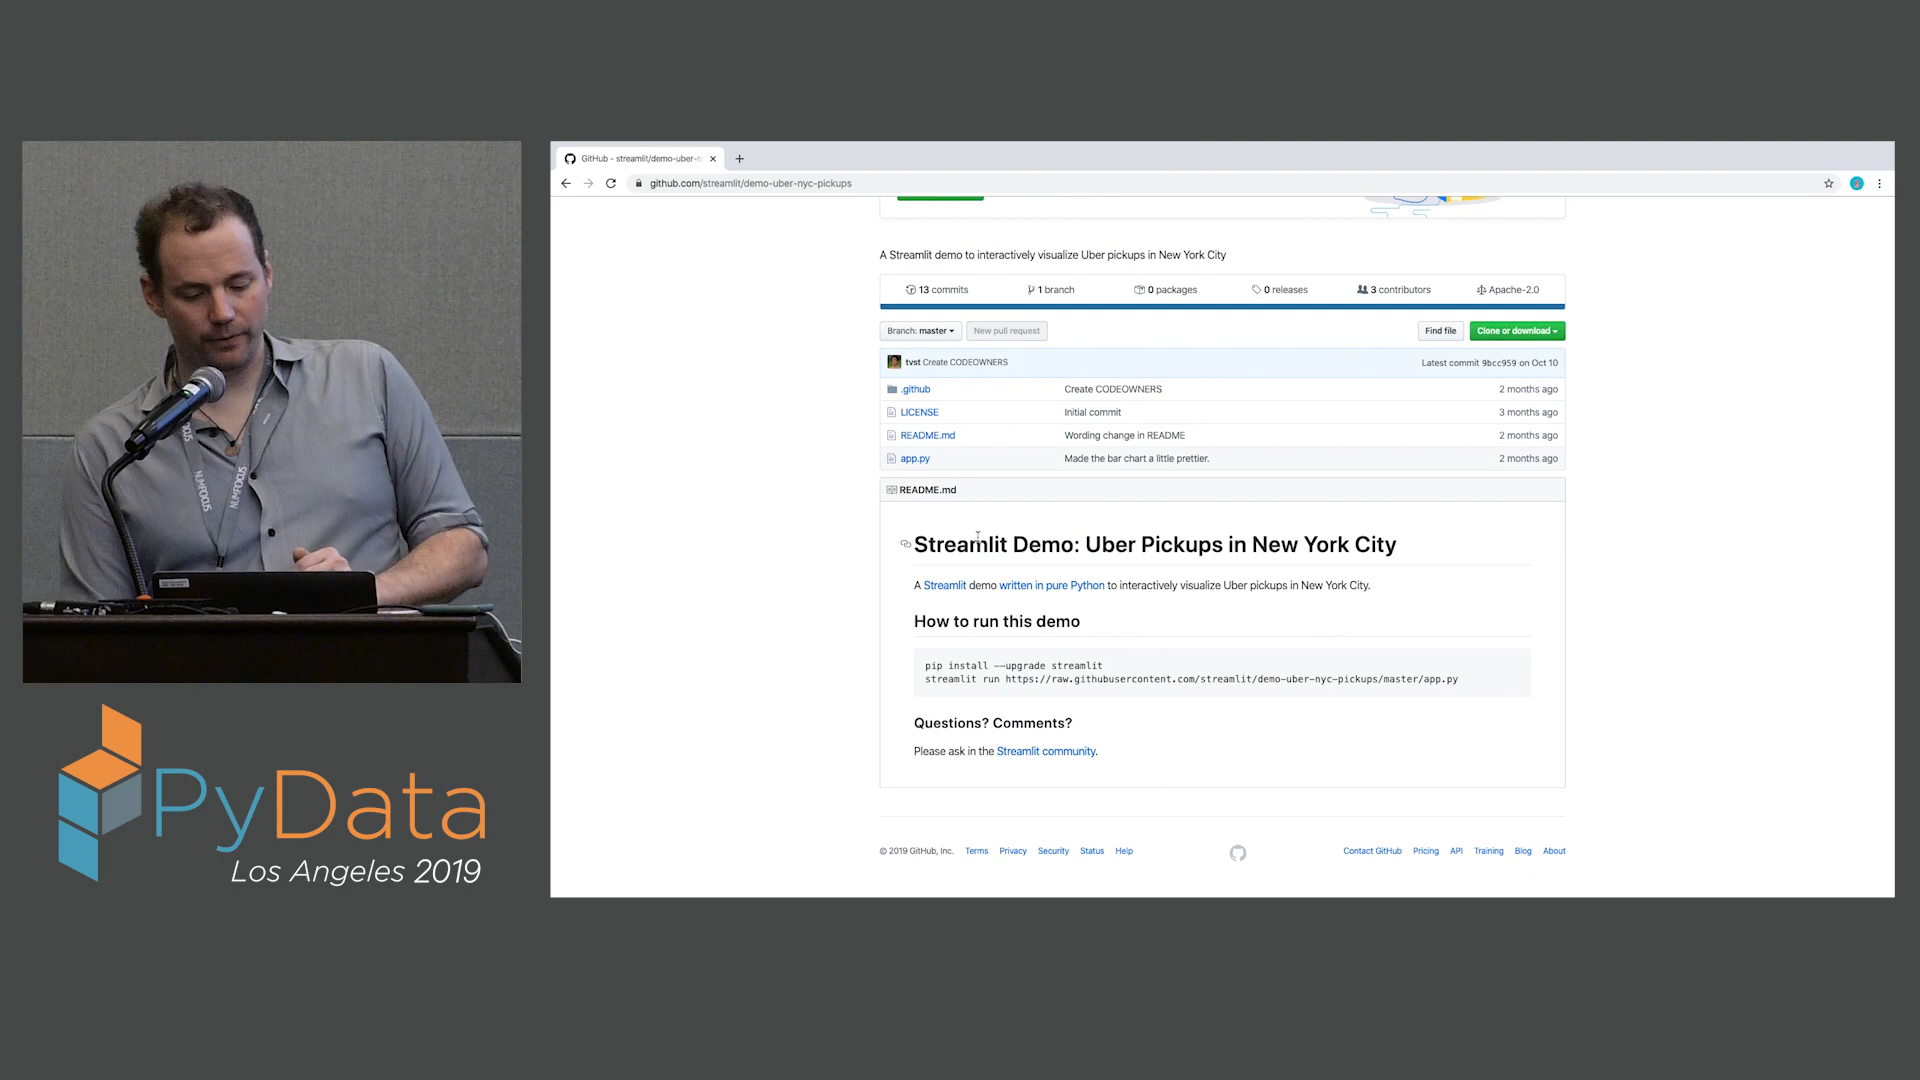 GitHub - streamlit/demo-uber-n
github.com/streamlit/demo-uber-nyc-pickups
A Streamlit demo to interactively visualize Uber pickups in New York City
13 commits 1 branch 0 packages 0 releases 3 contributors Apache-2.0
Branch: master New pull request Find file Clone or download
tvst Create CODEOWNERS Latest commit 9bcc959 on Oct 10
.github Create CODEOWNERS 2 months ago
LICENSE Initial commit 3 months ago
README.md Wording change in README 2 months ago
app.py Made the bar chart a little prettier. 2 months ago
README.md
Streamlit Demo: Uber Pickups in New York City
A Streamlit demo written in pure Python to interactively visualize Uber pickups in New York City.
How to run this demo
pip install --upgrade streamlit
streamlit run https://raw.githubusercontent.com/streamlit/demo-uber-nyc-pickups/master/app.py
Questions? Comments?
Please ask in the Streamlit community.
© 2019 GitHub, Inc. Terms Privacy Security Status Help Contact GitHub Pricing API Training Blog About
NUMFOCUS
NUMFOCUS
PyData
Los Angeles 2019